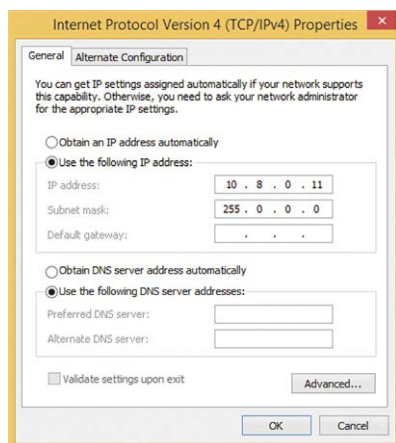 Internet Protocol Version 4 (TCP/IPv4) Properties
General Alternate Configuration
You can get IP settings assigned automatically if your network supports
this capability. Otherwise, you need to ask your network administrator
for the appropriate IP settings.
Obtain an IP address automatically
Use the following IP address:
IP address: 10 . 8 . 0 . 11
Subnet mask: 255 . 0 . 0 . 0
Default gateway: . . .
Obtain DNS server address automatically
Use the following DNS server addresses:
Preferred DNS server:
Alternate DNS server:
Validate settings upon exit
Advanced...
OK Cancel